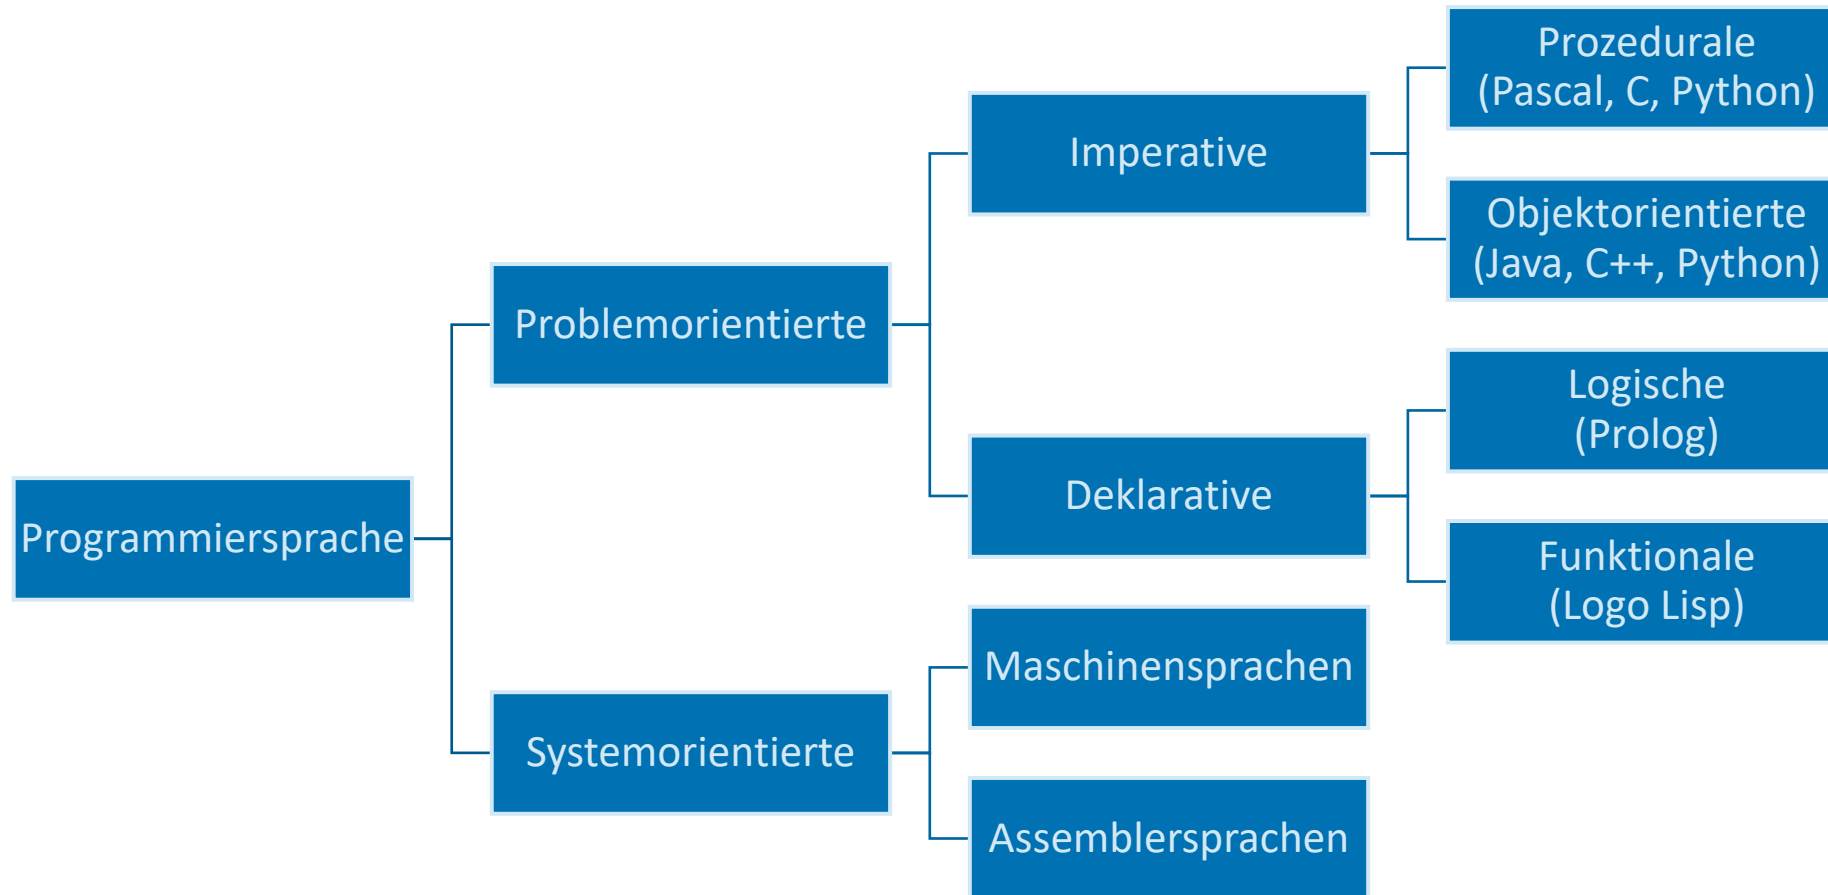 Programmiersprache
Problemorientierte
Imperative
Prozedurale
(Pascal, C, Python)
Objektorientierte
(Java, C++, Python)
Deklarative
Logische
(Prolog)
Funktionale
(Logo Lisp)
Systemorientierte
Maschinensprachen
Assemblersprachen